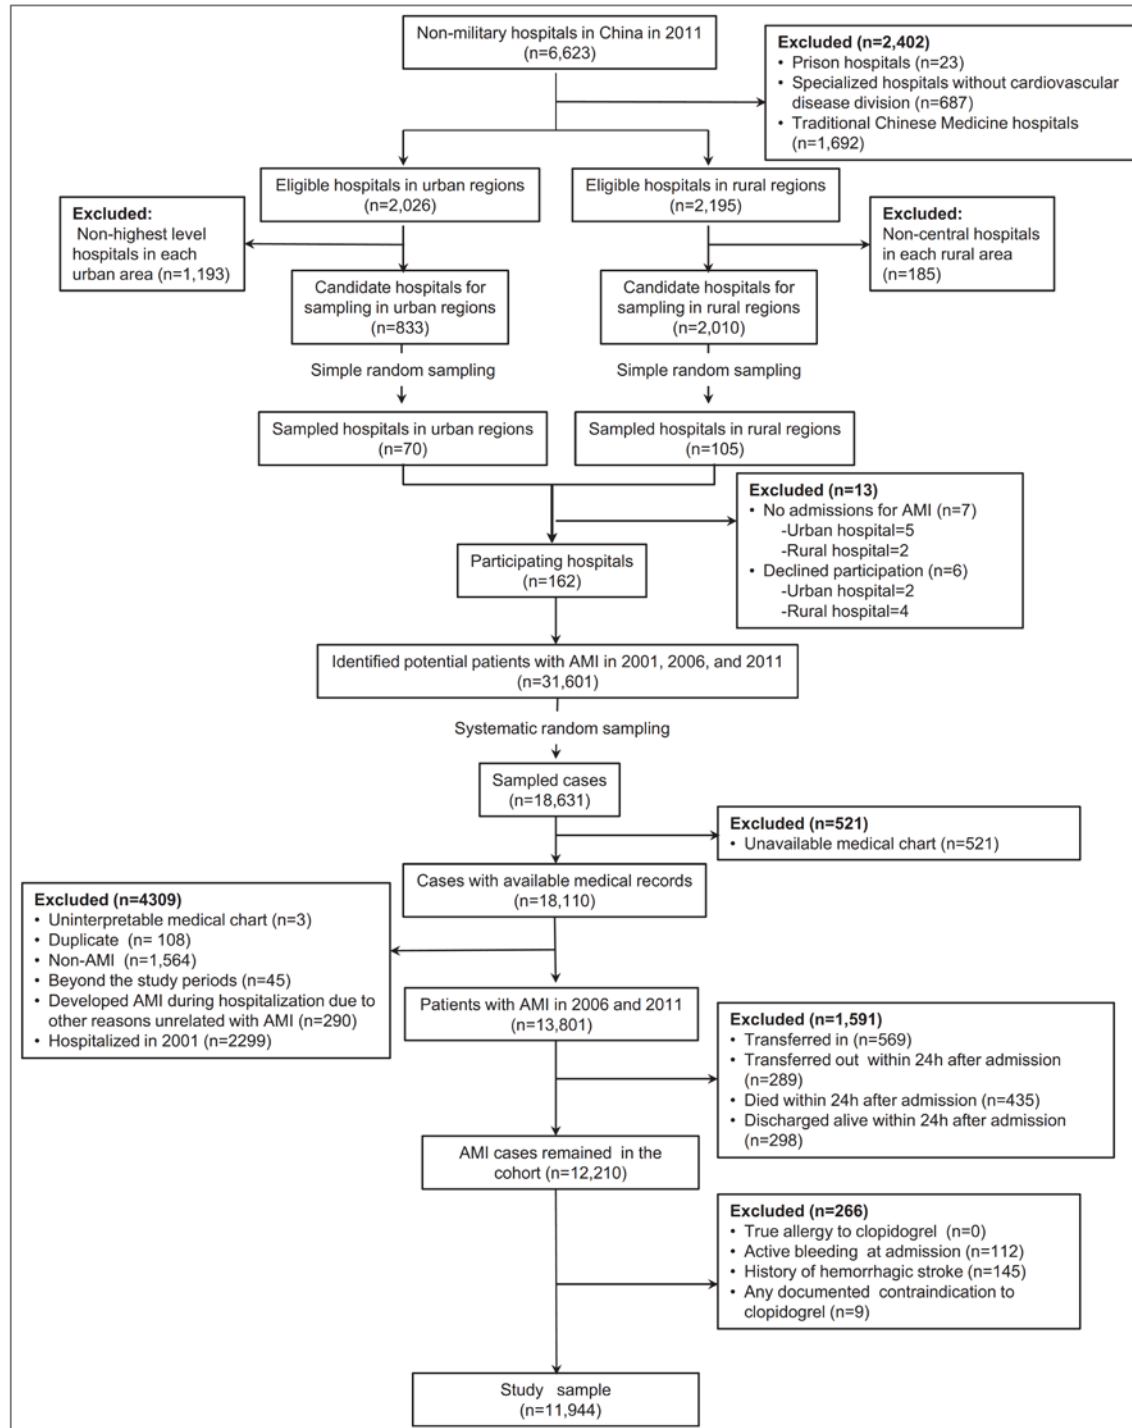 Non-military hospitals in China in 2011
(n=6,623)
Excluded (n=2,402)
• Prison hospitals (n=23)
• Specialized hospitals without cardiovascular
disease division (n=687)
• Traditional Chinese Medicine hospitals
(n=1,692)
Eligible hospitals in urban regions
(n=2,026)
Eligible hospitals in rural regions
(n=2,195)
Excluded:
Non-highest level
hospitals in each
urban area (n=1,193)
Excluded:
Non-central hospitals
in each rural area
(n=185)
Candidate hospitals for
sampling in urban regions
(n=833)
Candidate hospitals for
sampling in rural regions
(n=2,010)
Simple random sampling
Simple random sampling
Sampled hospitals in urban regions
(n=70)
Sampled hospitals in rural regions
(n=105)
Excluded (n=13)
• No admissions for AMI (n=7)
-Urban hospital=5
-Rural hospital=2
• Declined participation (n=6)
-Urban hospital=2
-Rural hospital=4
Participating hospitals
(n=162)
Identified potential patients with AMI in 2001, 2006, and 2011
(n=31,601)
Systematic random sampling
Sampled cases
(n=18,631)
Excluded (n=521)
• Unavailable medical chart (n=521)
Cases with available medical records
(n=18,110)
Excluded (n=4309)
• Uninterpretable medical chart (n=3)
• Duplicate (n= 108)
• Non-AMI (n=1,564)
• Beyond the study periods (n=45)
• Developed AMI during hospitalization due to
other reasons unrelated with AMI (n=290)
• Hospitalized in 2001 (n=2299)
Patients with AMI in 2006 and 2011
(n=13,801)
Excluded (n=1,591)
• Transferred in (n=569)
• Transferred out within 24h after admission
(n=289)
• Died within 24h after admission (n=435)
• Discharged alive within 24h after admission
(n=298)
AMI cases remained in the
cohort (n=12,210)
Excluded (n=266)
• True allergy to clopidogrel (n=0)
• Active bleeding at admission (n=112)
• History of hemorrhagic stroke (n=145)
• Any documented contraindication to
clopidogrel (n=9)
Study sample
(n=11,944)